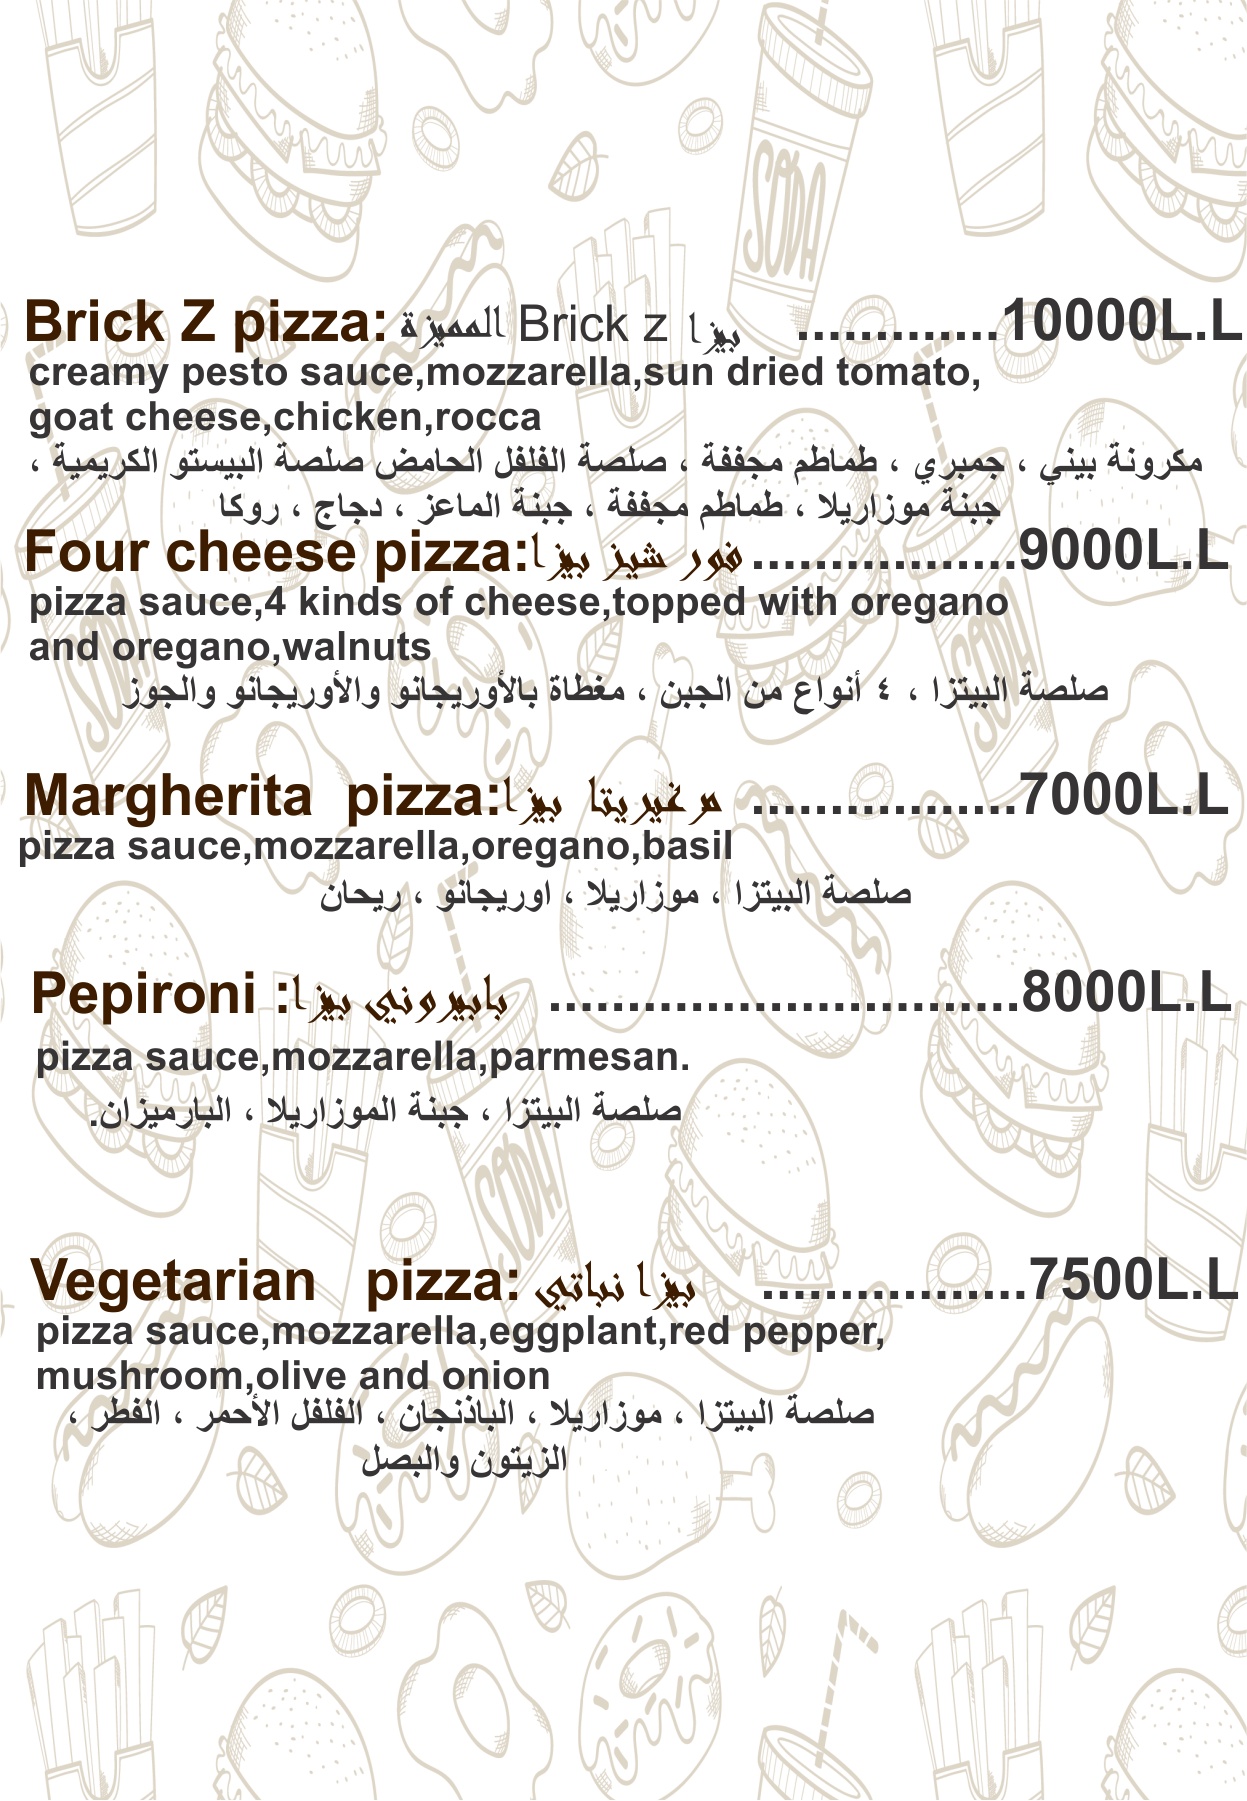 Brick Z pizza: بيزا Brick z المميزة .............10000L.L
creamy pesto sauce,mozzarella,sun dried tomato,
goat cheese,chicken,rocca
مكرونة بيني ، جمبري ، طماطم مجففة ، صلصة الفلفل الحامض صلصة البيستو الكريمية ،
جبنة موزاريلا ، طماطم مجففة ، جبنة الماعز ، دجاج ، روكا
Four cheese pizza:فور شيز بيزا.................9000L.L
pizza sauce,4 kinds of cheese,topped with oregano
and oregano,walnuts
صلصة البيتزا ، ٤ أنواع من الجبن ، مغطاة بالأوريجانو والأوريجانو والجوز
Margherita pizza:مرغيريتا بيزا .................7000L.L
pizza sauce,mozzarella,oregano,basil
صلصة البيتزا ، موزاريلا ، اوريجانو ، ريحان
Pepironi :بابيروني بيزا ..............................8000L.L
pizza sauce,mozzarella,parmesan.
صلصة البيتزا ، جبنة الموزاريلا ، البارميزان.
Vegetarian pizza: بيزا نباتي .................7500L.L
pizza sauce,mozzarella,eggplant,red pepper,
mushroom,olive and onion
صلصة البيتزا ، موزاريلا ، الباذنجان ، الفلفل الأحمر ، الفطر ،
الزيتون والبصل
SODA
SODA
SODA
SODA